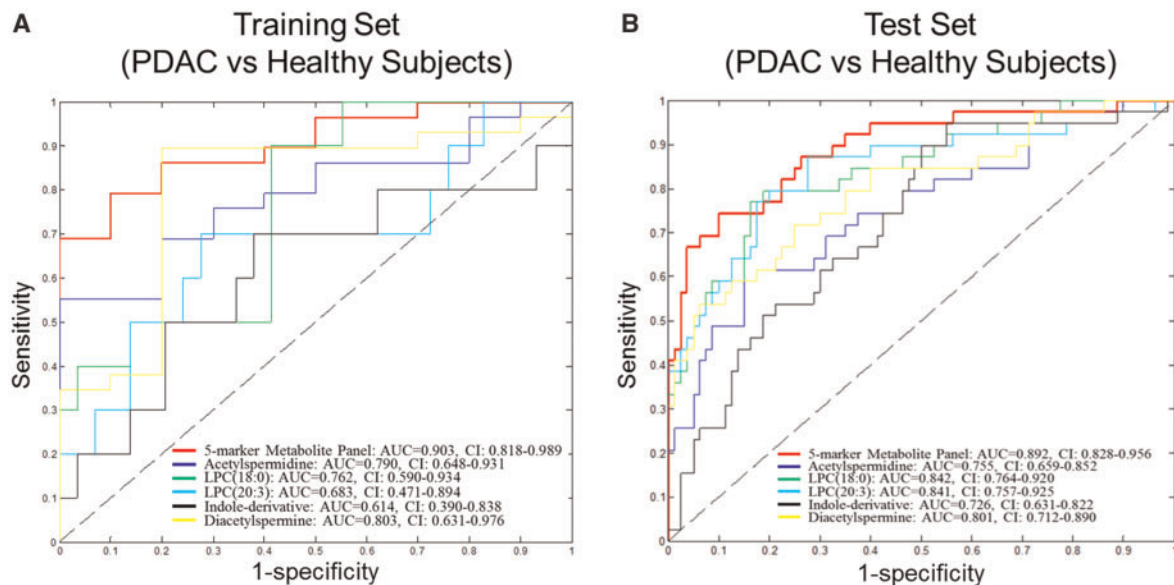 A
Training Set
(PDAC vs Healthy Subjects)
Sensitivity
1
0.9
0.8
0.7
0.6
0.5
0.4
0.3
0.2
0.1
0
5-marker Metabolite Panel: AUC=0.903, CI: 0.818-0.989
Acetylspermidine: AUC=0.790, CI: 0.648-0.931
LPC(18:0): AUC=0.762, CI: 0.590-0.934
LPC(20:3): AUC=0.683, CI: 0.471-0.894
Indole-derivative: AUC=0.614, CI: 0.390-0.838
Diacetylspermine: AUC=0.803, CI: 0.631-0.976
0 0.1 0.2 0.3 0.4 0.5 0.6 0.7 0.8 0.9 1
1-specificity
B
Test Set
(PDAC vs Healthy Subjects)
Sensitivity
1
0.9
0.8
0.7
0.6
0.5
0.4
0.3
0.2
0.1
0
5-marker Metabolite Panel: AUC=0.892, CI: 0.828-0.956
Acetylspermidine: AUC=0.755, CI: 0.659-0.852
LPC(18:0): AUC=0.842, CI: 0.764-0.920
LPC(20:3): AUC=0.841, CI: 0.757-0.925
Indole-derivative: AUC=0.726, CI: 0.631-0.822
Diacetylspermine: AUC=0.801, CI: 0.712-0.890
0 0.1 0.2 0.3 0.4 0.5 0.6 0.7 0.8 0.9 1
1-specificity